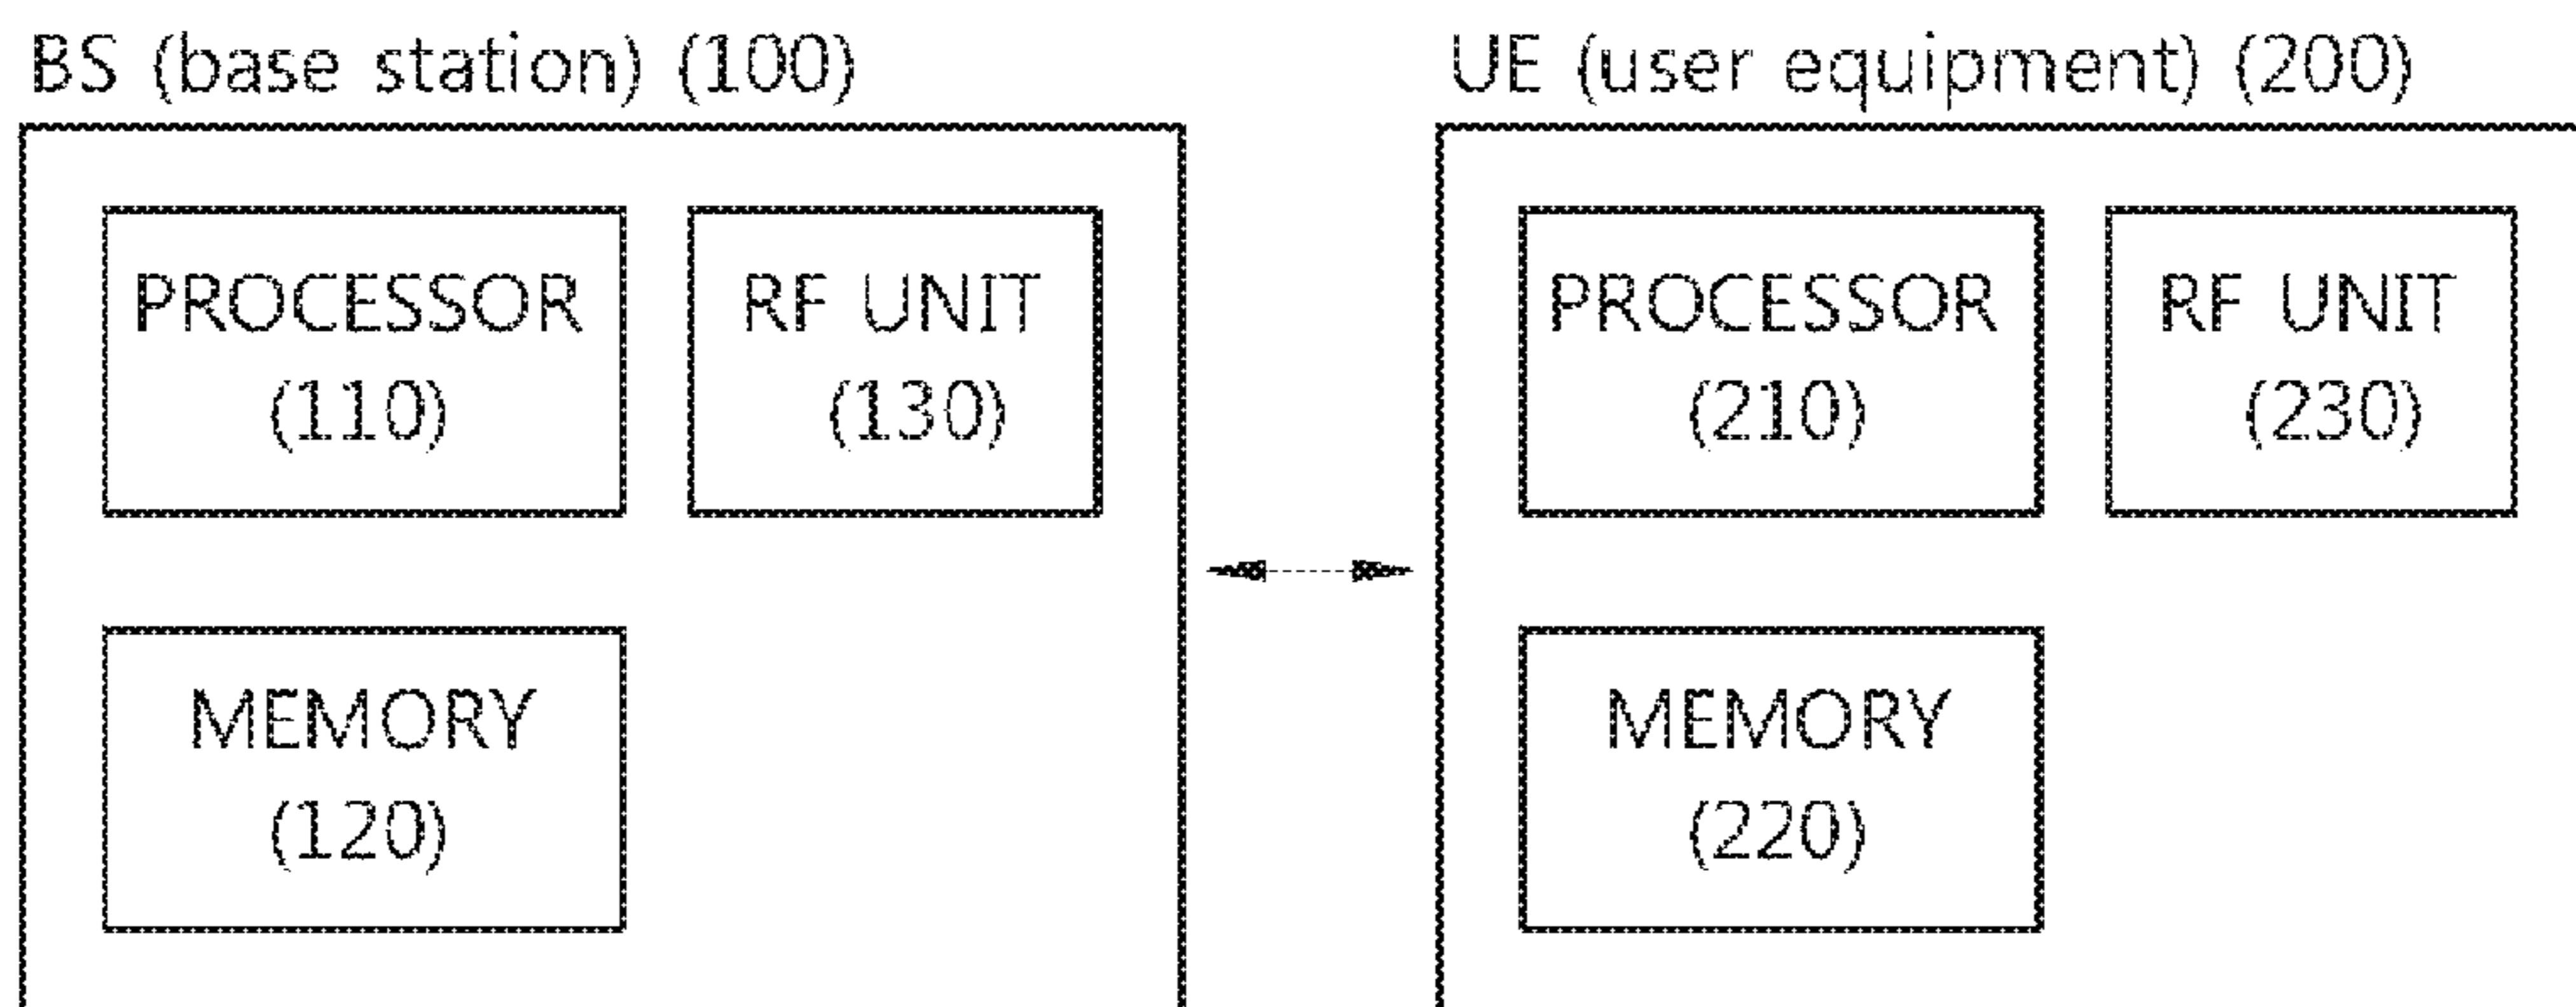 BS (base station) (100)
PROCESSOR
(110)
RF UNIT
(130)
MEMORY
(120)
UE (user equipment) (200)
PROCESSOR
(210)
RF UNIT
(230)
MEMORY
(220)